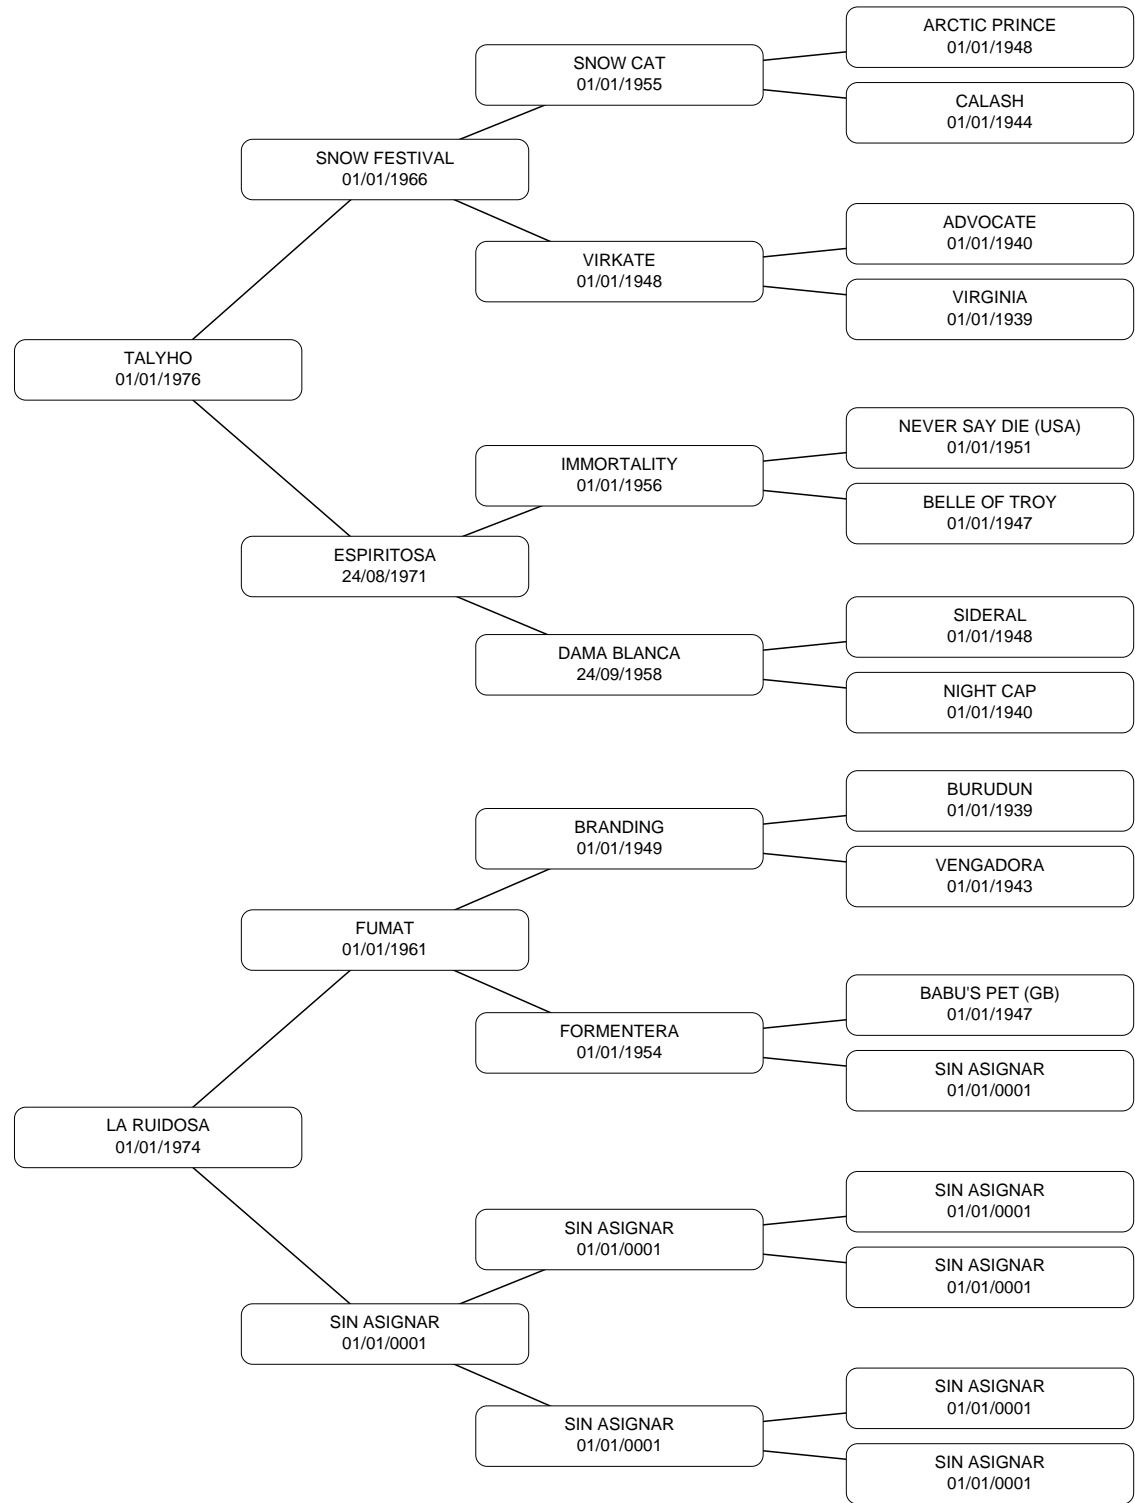 ARCTIC PRINCE
01/01/1948
SNOW CAT
01/01/1955
CALASH
01/01/1944
SNOW FESTIVAL
01/01/1966
ADVOCATE
01/01/1940
VIRKATE
01/01/1948
VIRGINIA
01/01/1939
TALYHO
01/01/1976
NEVER SAY DIE (USA)
01/01/1951
IMMORTALITY
01/01/1956
BELLE OF TROY
01/01/1947
ESPIRITOSA
24/08/1971
SIDERAL
01/01/1948
DAMA BLANCA
24/09/1958
NIGHT CAP
01/01/1940
BURUDUN
01/01/1939
BRANDING
01/01/1949
VENGADORA
01/01/1943
FUMAT
01/01/1961
BABU'S PET (GB)
01/01/1947
FORMENTERA
01/01/1954
SIN ASIGNAR
01/01/0001
LA RUIDOSA
01/01/1974
SIN ASIGNAR
01/01/0001
SIN ASIGNAR
01/01/0001
SIN ASIGNAR
01/01/0001
SIN ASIGNAR
01/01/0001
SIN ASIGNAR
01/01/0001
SIN ASIGNAR
01/01/0001
SIN ASIGNAR
01/01/0001